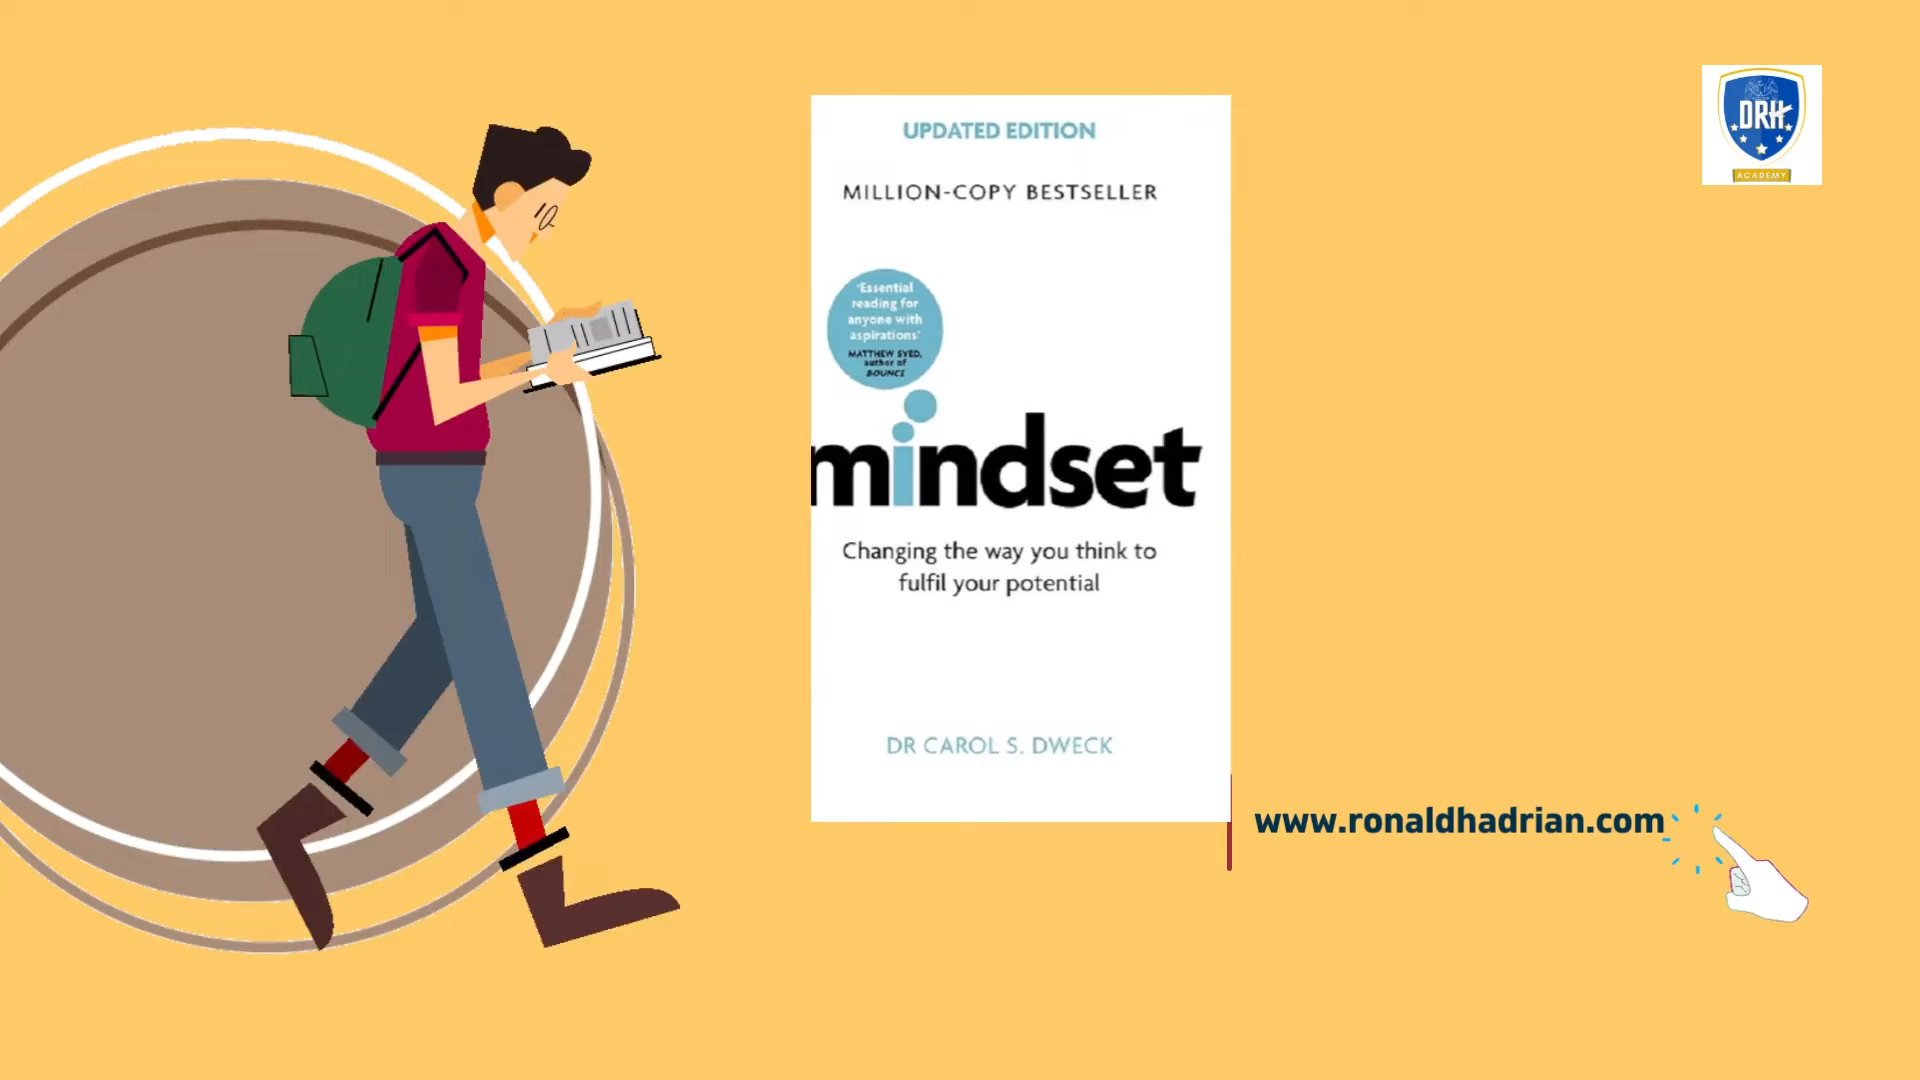 UPDATED EDITION
MILLION-COPY BESTSELLER
'Essential
reading for
anyone with
aspirations'
MATTHEW SYED,
author of
BOUNCE
mindset
Changing the way you think to
fulfil your potential
DR CAROL S. DWECK
DRH
ACADEMY
www.ronaldhadrian.com